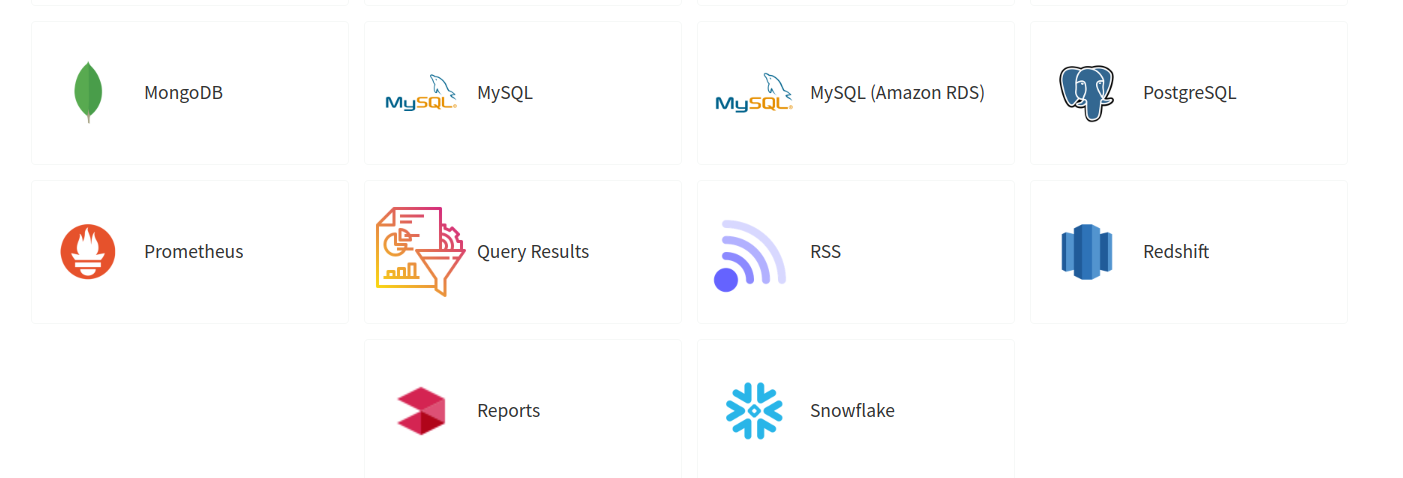 MongoDB
MySQL®
MySQL
MySQL®
MySQL (Amazon RDS)
PostgreSQL
Prometheus
Query Results
RSS
Redshift
Reports
Snowflake